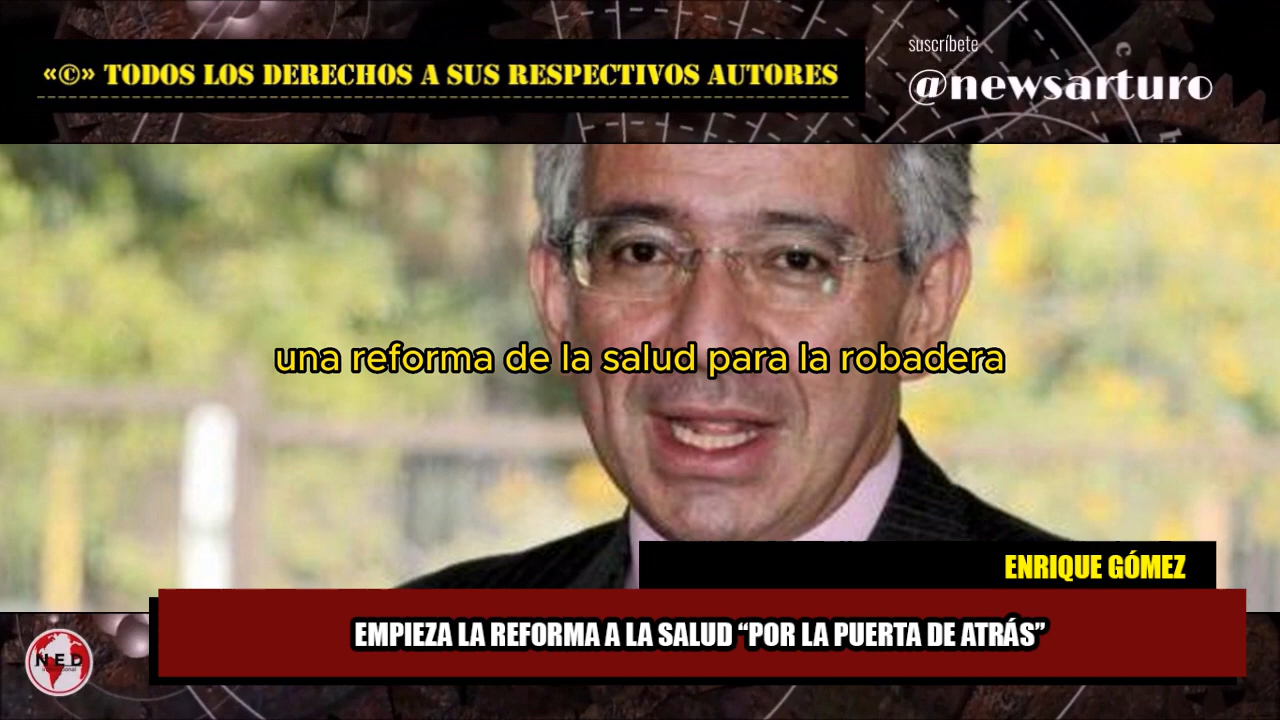 «©» TODOS LOS DERECHOS A SUS RESPECTIVOS AUTORES
suscríbete
@newsarturo
una reforma de la salud para la robadera
ENRIQUE GÓMEZ
EMPIEZA LA REFORMA A LA SALUD “POR LA PUERTA DE ATRÁS”
NED